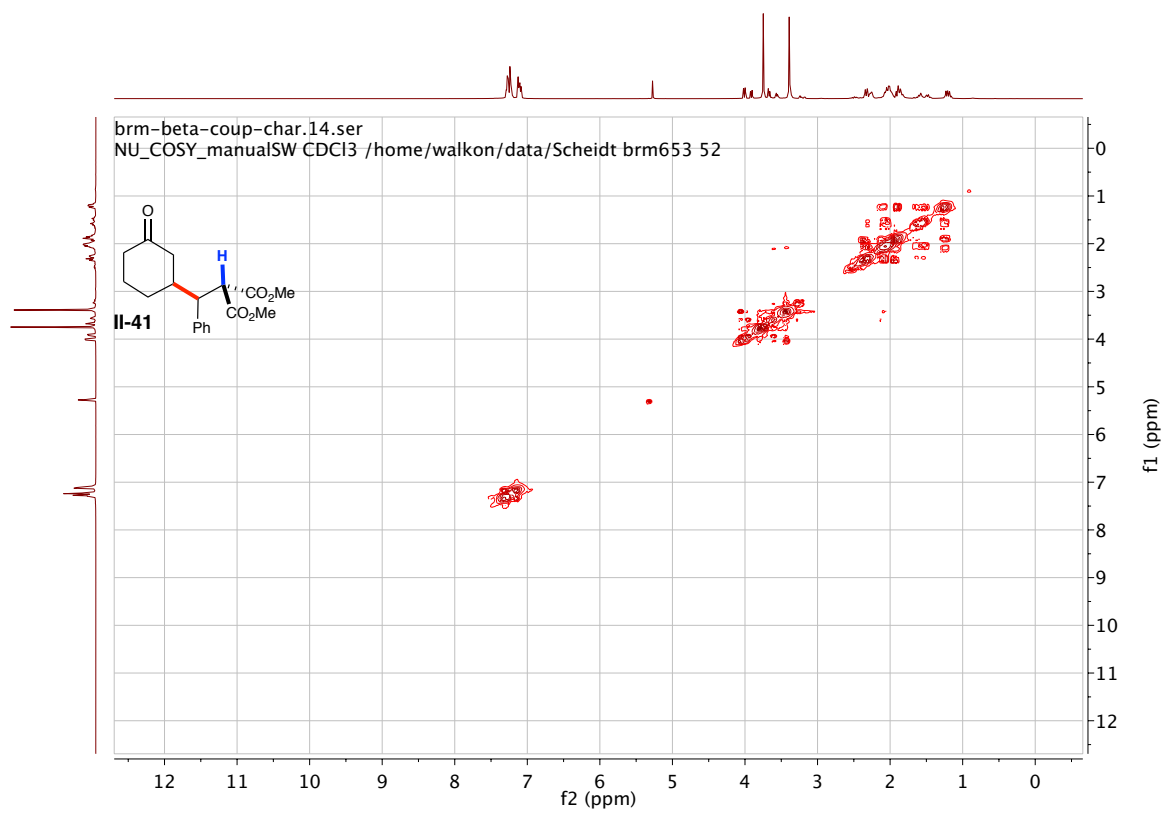 brm-beta-coup-char.14.ser
NU_COSY_manualSW CDCl3 /home/walkon/data/Scheidt brm653 52
O
H
CO2Me
CO2Me
Ph
II-41
0
1
2
3
4
5
6
7
8
9
10
11
12
f1 (ppm)
12 11 10 9 8 7 6 5 4 3 2 1 0
f2 (ppm)